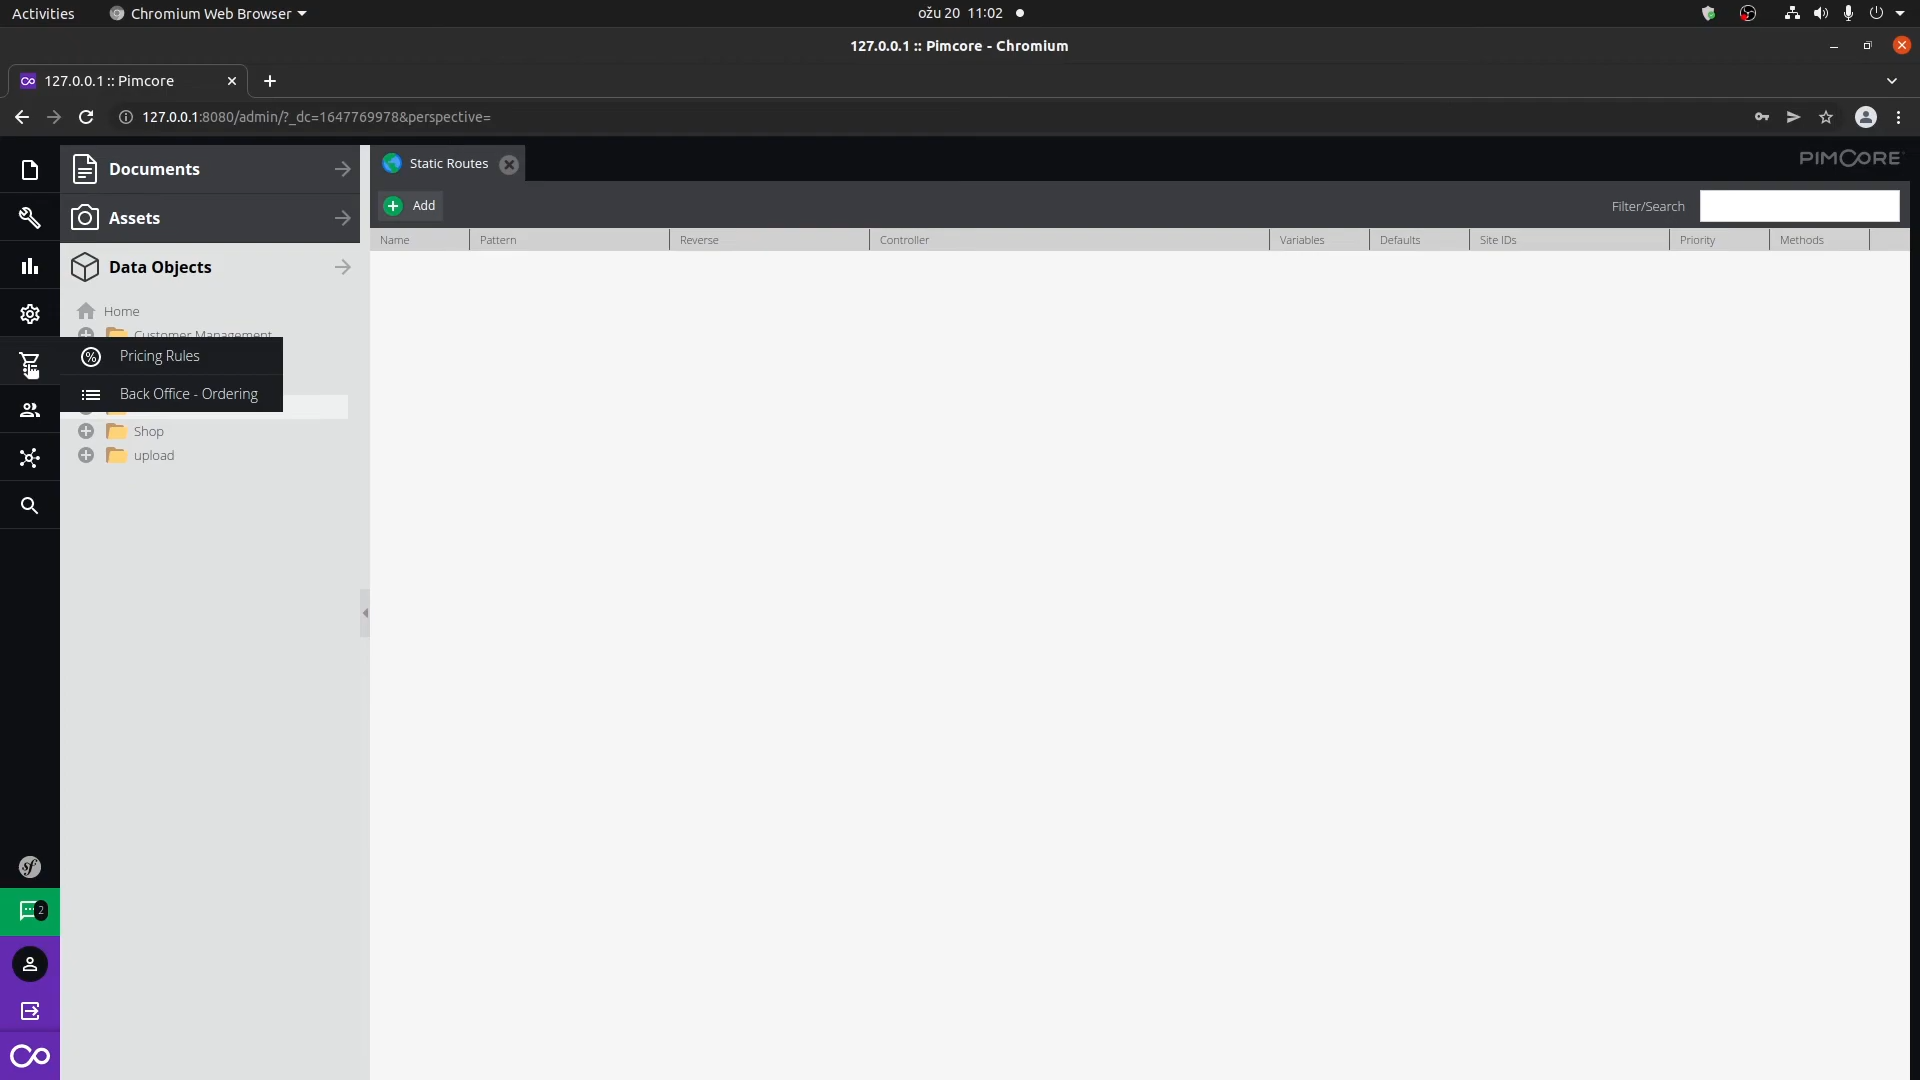 Activities
Chromium Web Browser
ožu 20 11:02
127.0.0.1 :: Pimcore - Chromium
127.0.0.1 :: Pimcore
127.0.0.1:8080/admin/?_dc=1647769978&perspective=
Documents
Assets
Data Objects
Home
Customer Management
Pricing Rules
Back Office - Ordering
Shop
upload
Static Routes
PIMCORE
Add
Filter/Search
Name Pattern Reverse Controller Variables Defaults Site IDs Priority Methods
sf
2